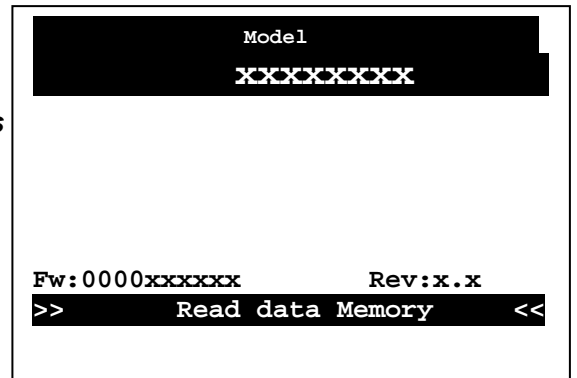 Model
xxxxxxxx
s
Fw:0000xxxxxx Rev:x.x
>> Read data Memory <<